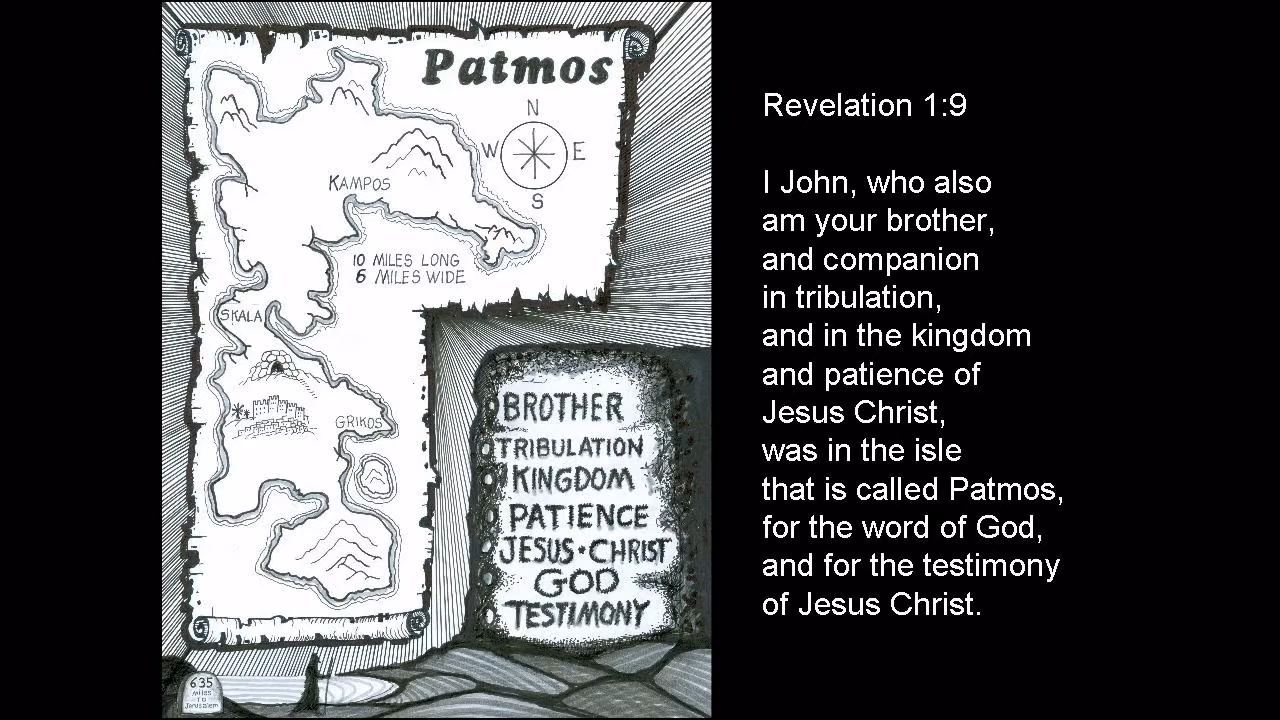 Patmos
N
W
E
S
KAMPOS
10 MILES LONG
6 MILES WIDE
SKALA
GRIKOS
BROTHER
TRIBULATION
KINGDOM
PATIENCE
JESUS·CHRIST
GOD
TESTIMONY
635
Miles
TO
Jerusalem
Revelation 1:9
I John, who also
am your brother,
and companion
in tribulation,
and in the kingdom
and patience of
Jesus Christ,
was in the isle
that is called Patmos,
for the word of God,
and for the testimony
of Jesus Christ.